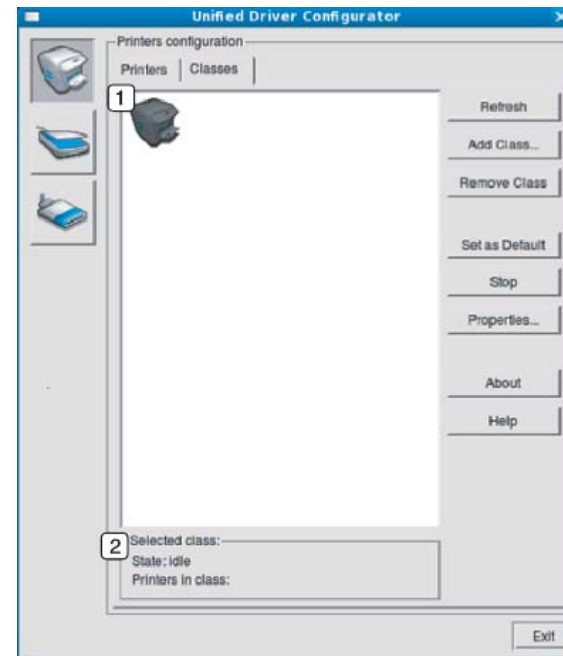 Unified Driver Configurator
Printers configuration
Printers
Classes
1
Refresh
Add Class...
Remove Class
Set as Default
Stop
Properties...
About
Help
2
Selected class:
State: idle
Printers in class:
Exit